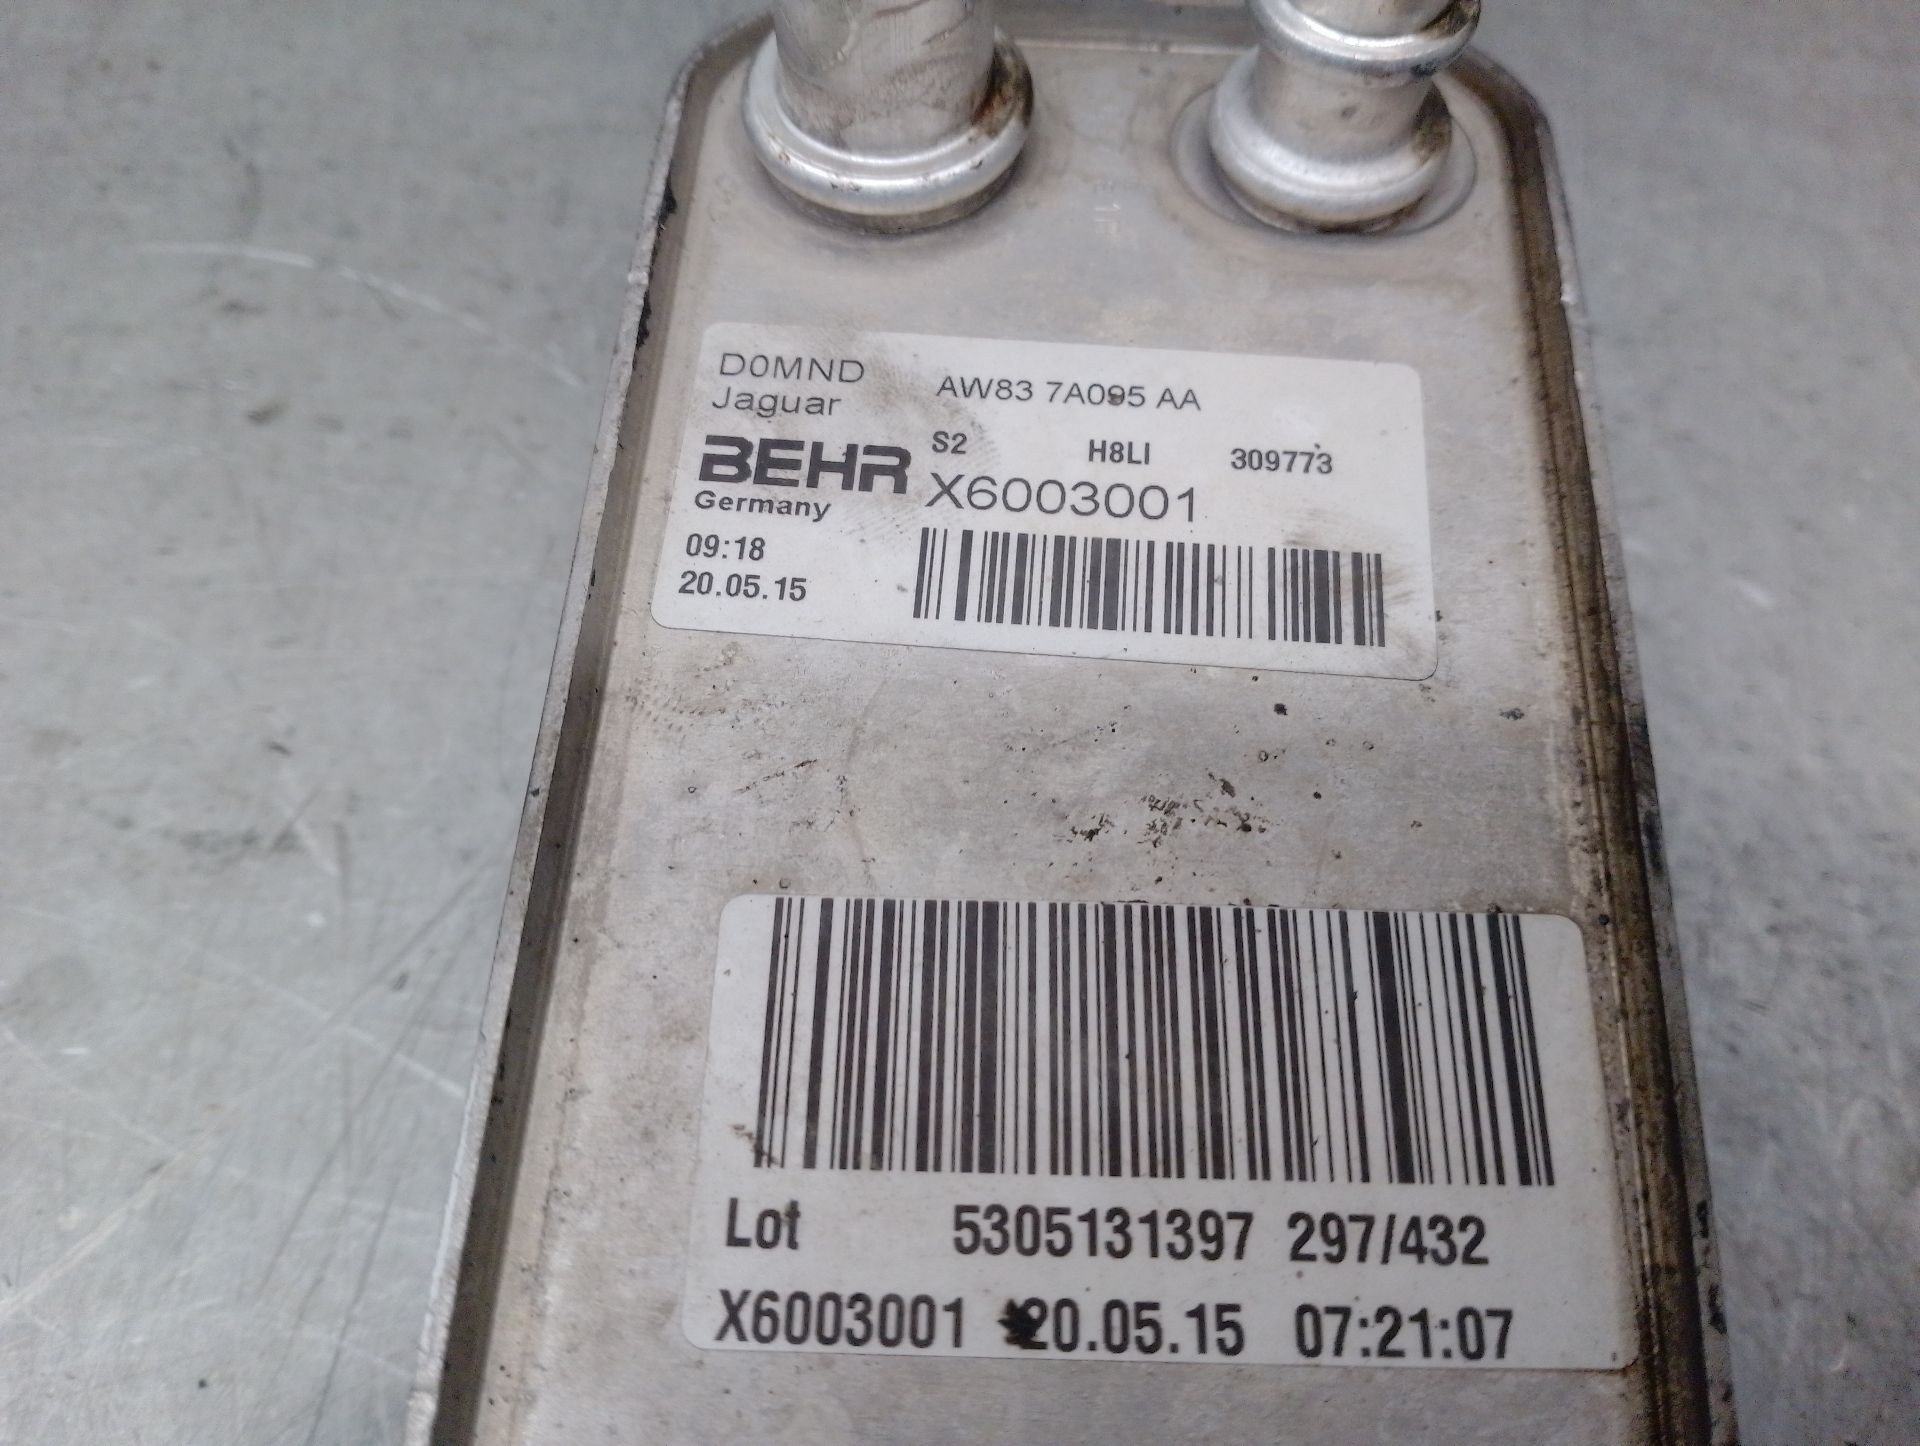 D0MND
Jaguar
AW83 7A095 AA
BEHR
Germany
S2 H8LI 309773
X6003001
09:18
20.05.15
Lot 5305131397 297/432
X6003001 20.05.15 07:21:07